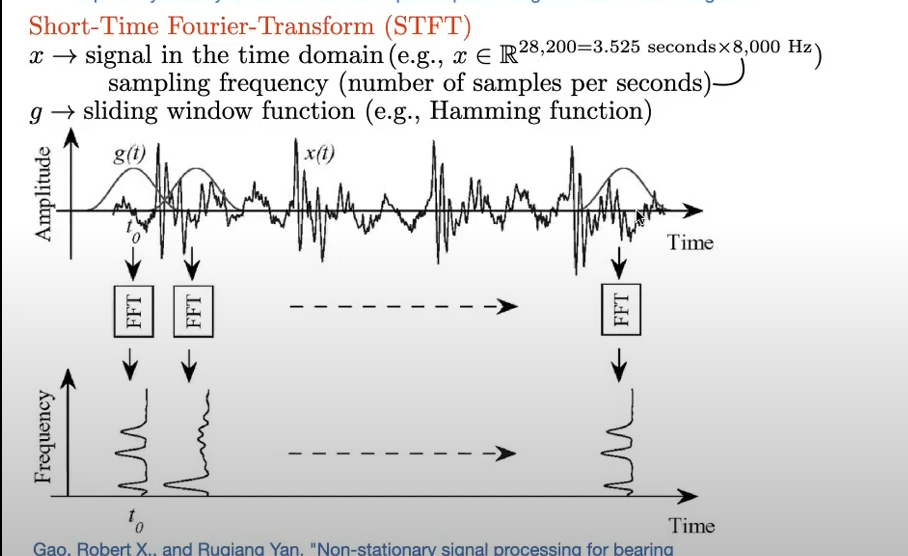 Short-Time Fourier-Transform (STFT)
x → signal in the time domain (e.g., x ∈ ℝ^28,200=3.525 seconds×8,000 Hz)
sampling frequency (number of samples per seconds)
g → sliding window function (e.g., Hamming function)
Amplitude
g(t)
x(t)
t₀
Time
FFT
FFT
FFT
Frequency
t₀
Time
Gao, Robert X., and Ruqiang Yan. "Non-stationary signal processing for bearing